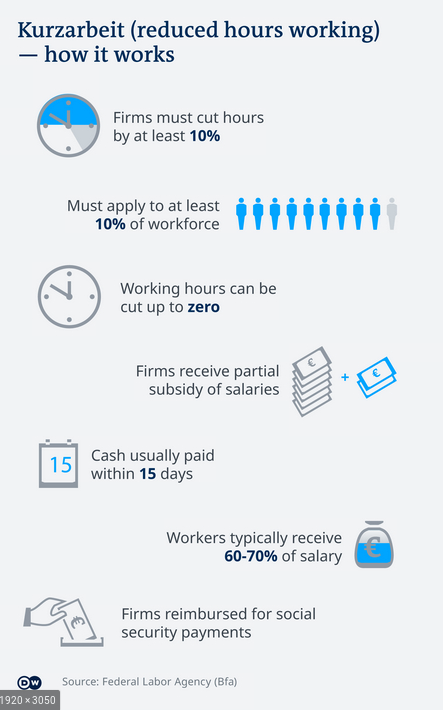 Kurzarbeit (reduced hours working)
— how it works
Firms must cut hours
by at least 10%
Must apply to at least
10% of workforce
Working hours can be
cut up to zero
Firms receive partial
subsidy of salaries
€
+
€
15
Cash usually paid
within 15 days
Workers typically receive
60-70% of salary
€
€
Firms reimbursed for social
security payments
DW
Source: Federal Labor Agency (Bfa)
1920×3050